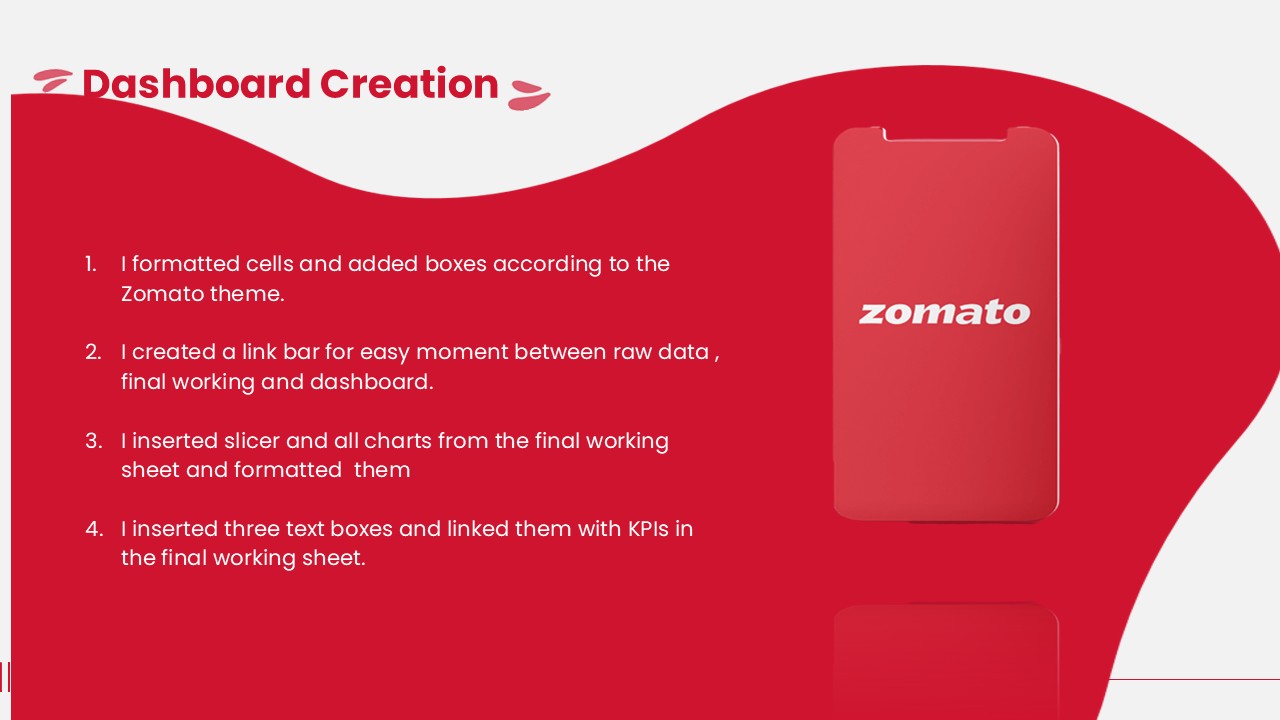 Dashboard Creation
1. I formatted cells and added boxes according to the
Zomato theme.
2. I created a link bar for easy moment between raw data ,
final working and dashboard.
3. I inserted slicer and all charts from the final working
sheet and formatted  them
4. I inserted three text boxes and linked them with KPIs in
the final working sheet.
zomato